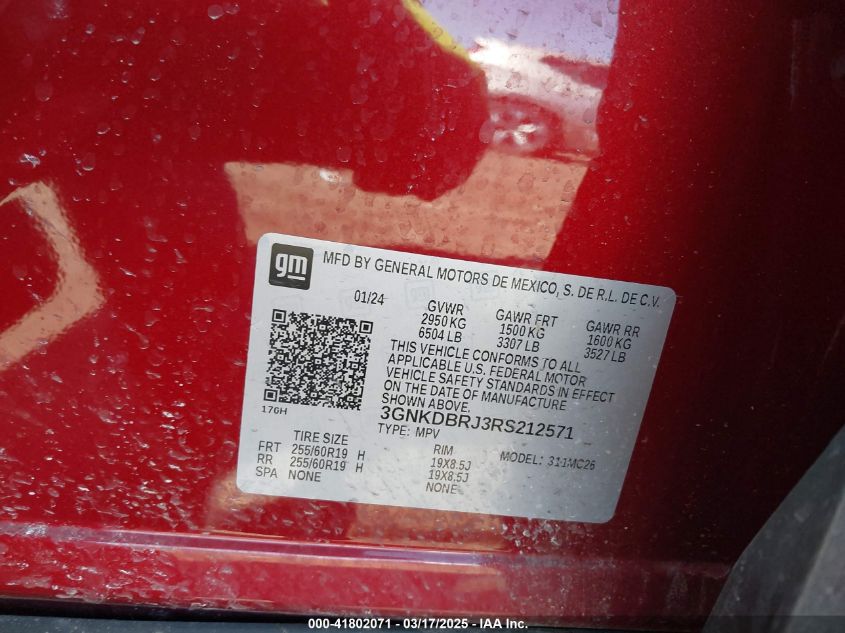 gm
MFD BY GENERAL MOTORS DE MEXICO, S. DE R.L. DE C.V.
01/24
GVWR
2950 KG
6504 LB
GAWR FRT
1500 KG
3307 LB
GAWR RR
1600 KG
3527 LB
THIS VEHICLE CONFORMS TO ALL
APPLICABLE U.S. FEDERAL MOTOR
VEHICLE SAFETY STANDARDS IN EFFECT
ON THE DATE OF MANUFACTURE
SHOWN ABOVE.
176H
3GNKDBRJ3RS212571
TYPE: MPV
MODEL: 311MC26
TIRE SIZE RIM
FRT 255/60R19 H 19X8.5J
RR 255/60R19 H 19X8.5J
SPA NONE NONE
000-41802071 - 03/17/2025 - IAA Inc.